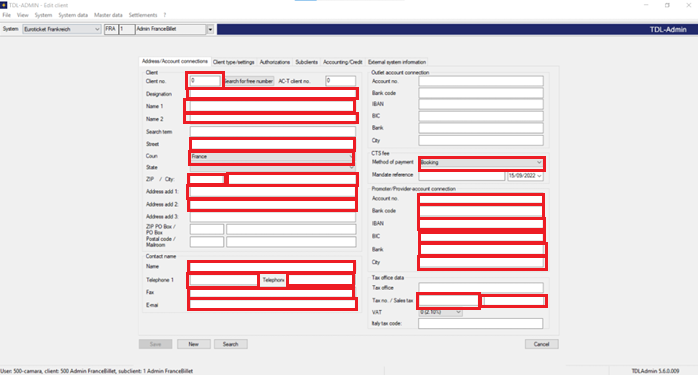 TDL-ADMIN - Edit client
File View System System data Master data Settlements ?
System Euroticket Frankreich FRA 1 Admin FranceBillet TDL-Admin
Address/Account connections Client type/settings Authorizations Subclients Accounting/Credit External system information
Client
Client no. 0 Search for free number AC-T client no. 0
Designation
Name 1
Name 2
Search term
Street
Coun France
State
ZIP / City:
Address add 1:
Address add 2:
Address add 3:
ZIP PO Box /
PO Box
Postal code /
Mailroom
Contact name
Name
Telephone 1 Telephone
Fax
E-mail
Outlet account connection
Account no.
Bank code
IBAN
BIC
Bank
City
CTS fee
Method of payment Booking
Mandate reference 15/09/2022
Promoter/Provider-account connection
Account no.
Bank code
IBAN
BIC
Bank
City
Tax office data
Tax office
Tax no. / Sales tax
VAT 0 (2.10%)
Italy tax code:
Save New Search Cancel
User: 500-camara, client: 500 Admin FranceBillet, subclient: 1 Admin FranceBillet TDLAdmin 5.6.0.009